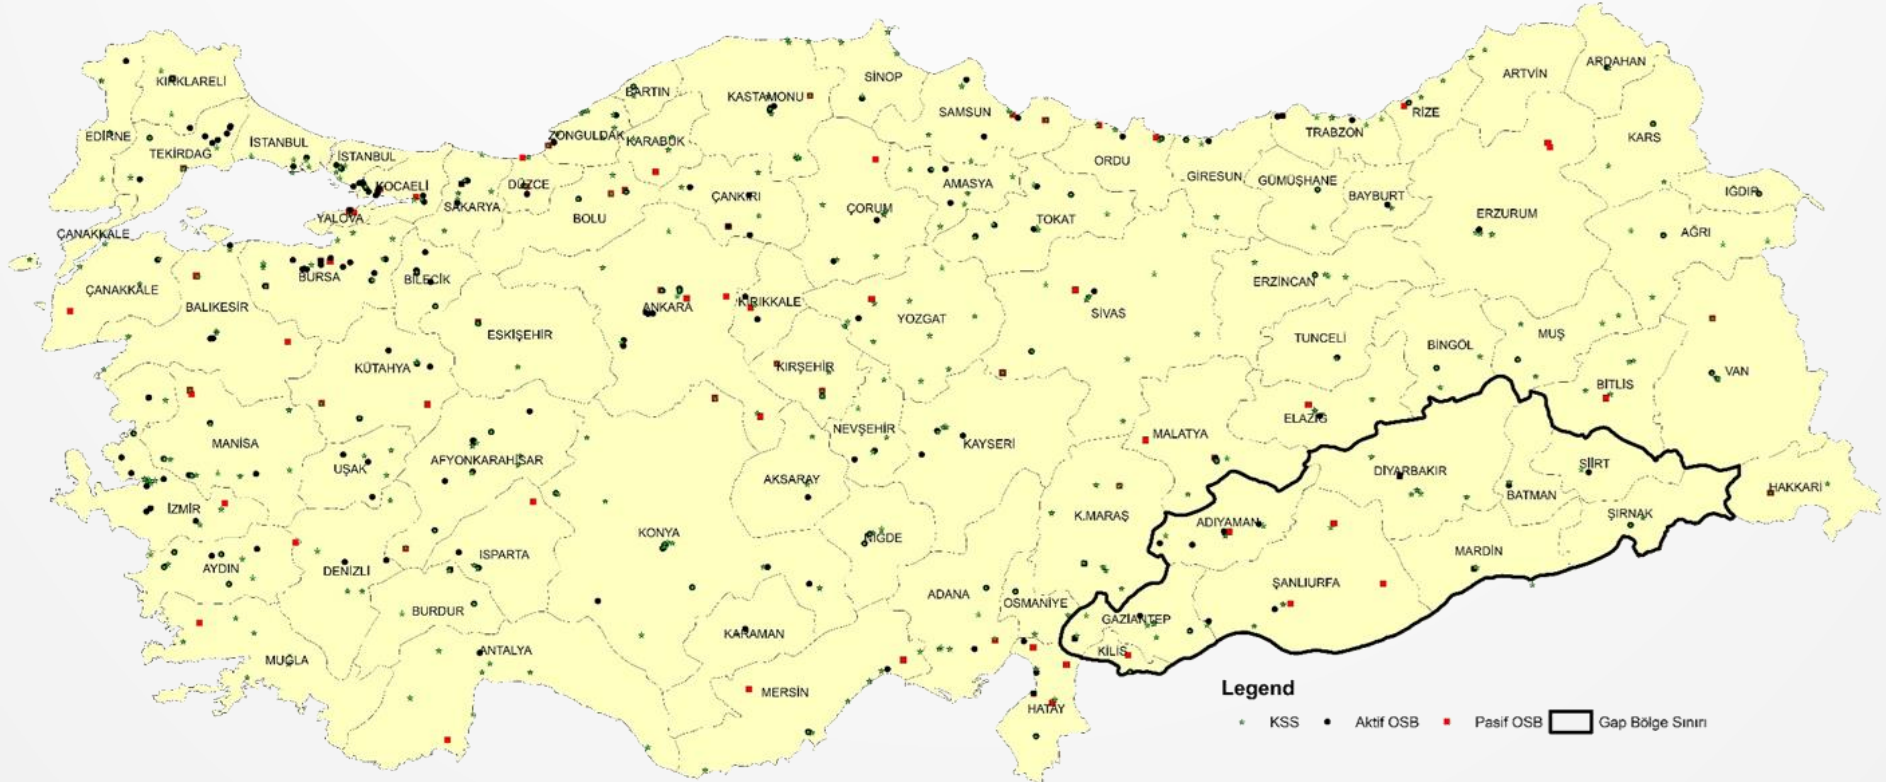 ARDAHAN
ARTVİN
KIRKLARELİ
SİNOP
BARTIN
KASTAMONU
SAMSUN
RİZE
EDİRNE
İSTANBUL
ZONGULDAK
KARABÜK
TRABZON
KARS
TEKİRDAĞ
İSTANBUL
ORDU
KOCAELİ
DÜZCE
AMASYA
GİRESUN
GÜMÜŞHANE
IĞDIR
YALOVA
SAKARYA
BOLU
ÇANKIRI
ÇORUM
TOKAT
BAYBURT
ERZURUM
ÇANAKKALE
AĞRI
BURSA
BİLECİK
ERZİNCAN
ÇANAKKALE
BALIKESİR
ANKARA
KIRIKKALE
YOZGAT
SİVAS
ESKİŞEHİR
TUNCELİ
BİNGÖL
MUŞ
KÜTAHYA
KIRŞEHİR
VAN
BİTLİS
MANİSA
NEVŞEHİR
KAYSERİ
MALATYA
ELAZIĞ
UŞAK
AFYONKARAHİSAR
AKSARAY
DİYARBAKIR
SİİRT
BATMAN
HAKKARİ
İZMİR
KONYA
NİĞDE
K.MARAŞ
ADIYAMAN
ŞIRNAK
AYDIN
DENİZLİ
ISPARTA
MARDİN
ŞANLIURFA
BURDUR
ADANA
OSMANİYE
GAZİANTEP
KARAMAN
MUĞLA
ANTALYA
KİLİS
MERSİN
HATAY
Legend
KSS Aktif OSB Pasif OSB Gap Bölge Sınırı